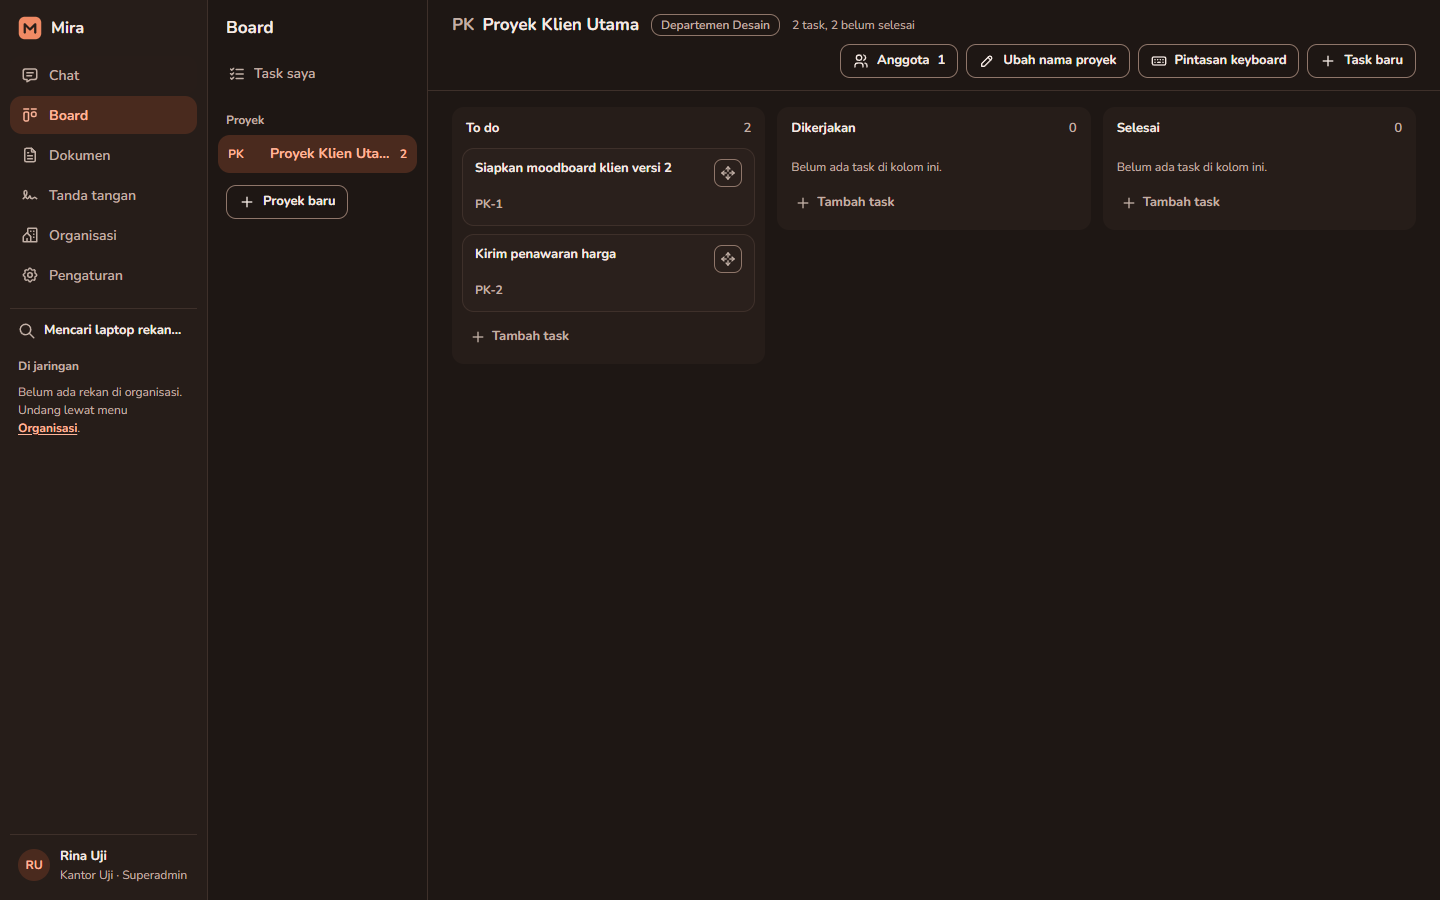 Mira
Chat
Board
Dokumen
Tanda tangan
Organisasi
Pengaturan
Mencari laptop rekan...
Di jaringan
Belum ada rekan di organisasi.
Undang lewat menu
Organisasi.
RU
Rina Uji
Kantor Uji · Superadmin
Board
Task saya
Proyek
PK Proyek Klien Uta... 2
Proyek baru
PK Proyek Klien Utama Departemen Desain 2 task, 2 belum selesai
Anggota 1 Ubah nama proyek Pintasan keyboard Task baru
To do 2
Siapkan moodboard klien versi 2
PK-1
Kirim penawaran harga
PK-2
Tambah task
Dikerjakan 0
Belum ada task di kolom ini.
Tambah task
Selesai 0
Belum ada task di kolom ini.
Tambah task